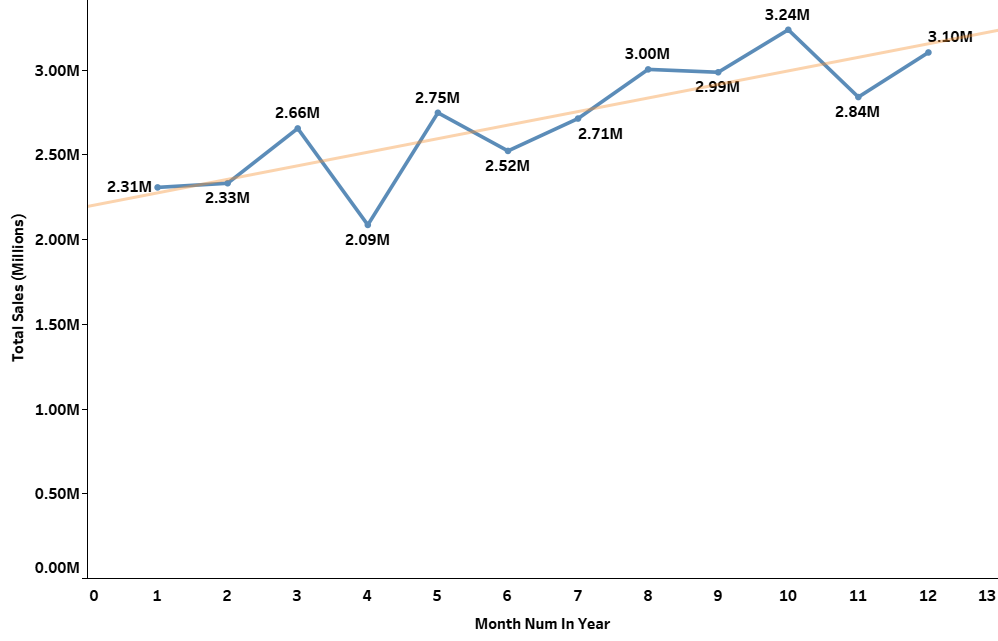 3.24M
3.10M
3.00M
3.00M
2.99M
2.75M
2.84M
2.66M
2.71M
2.50M
2.52M
2.31M
2.33M
2.00M
2.09M
Total Sales (Millions)
1.50M
1.00M
0.50M
0.00M
0 1 2 3 4 5 6 7 8 9 10 11 12 13
Month Num In Year